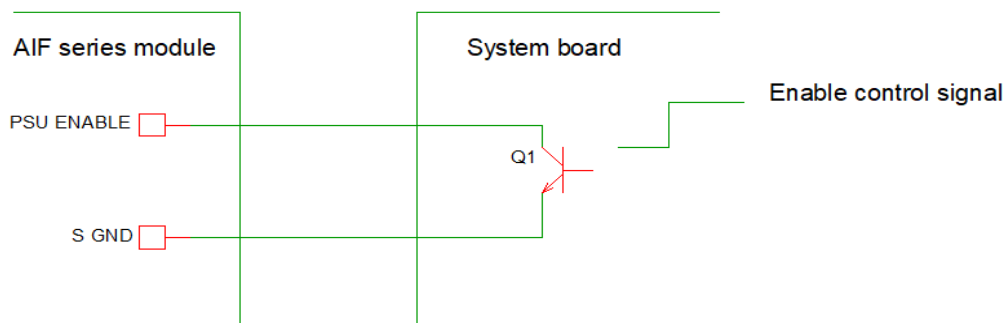 AIF series module
System board
Enable control signal
PSU ENABLE
Q1
S GND